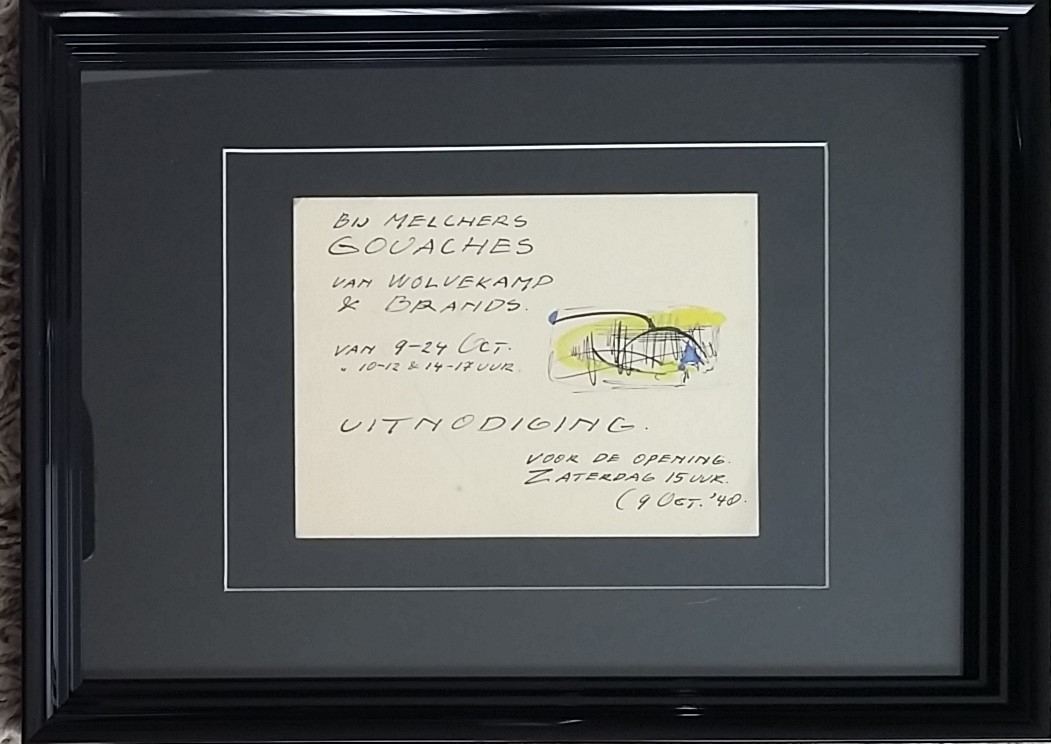 BIJ MELCHERS
GOUACHES
VAN WOLVEKAMP
& BRANDS.
VAN 9-24 OCT.
" 10-12 & 14-17 UUR.
UITNODIGING.
VOOR DE OPENING.
ZATERDAG 15 UUR.
(9 OCT. '48.